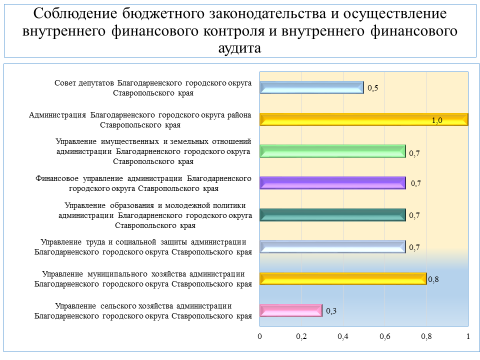 Соблюдение бюджетного законодательства и осуществление
внутреннего финансового контроля и внутреннего финансового
аудита
Совет депутатов Благодарненского городского округа
Ставропольского края
0,5
Администрация Благодарненского городского округа района
Ставропольского края
1,0
Управление имущественных и земельных отношений
администрации Благодарненского городского округа
Ставропольского края
0,7
Финансовое управление администрации Благодарненского
городского округа Ставропольского края
0,7
Управление образования и молодежной политики
администрации Благодарненского городского округа
Ставропольского края
0,7
Управление труда и социальной защиты администрации
Благодарненского городского округа Ставропольского края
0,7
Управление муниципального хозяйства администрации
Благодарненского городского округа Ставропольского края
0,8
Управление сельского хозяйства администрации
Благодарненского городского округа Ставропольского края
0,3
0 0,2 0,4 0,6 0,8 1